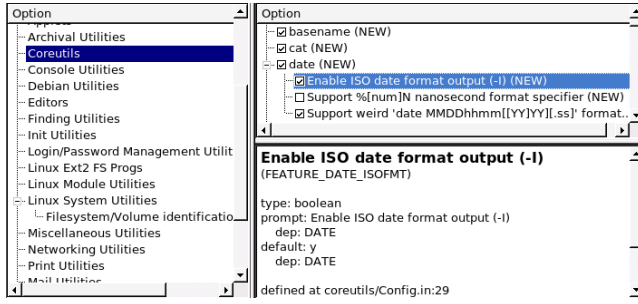 Option
Applets
Archival Utilities
Coreutils
Console Utilities
Debian Utilities
Editors
Finding Utilities
Init Utilities
Login/Password Management Utilit
Linux Ext2 FS Progs
Linux Module Utilities
Linux System Utilities
Filesystem/Volume identificatio
Miscellaneous Utilities
Networking Utilities
Print Utilities
Mail Utilities
Option
basename (NEW)
cat (NEW)
date (NEW)
Enable ISO date format output (-I) (NEW)
Support %[num]N nanosecond format specifier (NEW)
Support weird 'date MMDDhhmm[[YY]YY][.ss]' format..
Enable ISO date format output (-I)
(FEATURE_DATE_ISOFMT)
type: boolean
prompt: Enable ISO date format output (-I)
dep: DATE
default: y
dep: DATE
defined at coreutils/Config.in:29